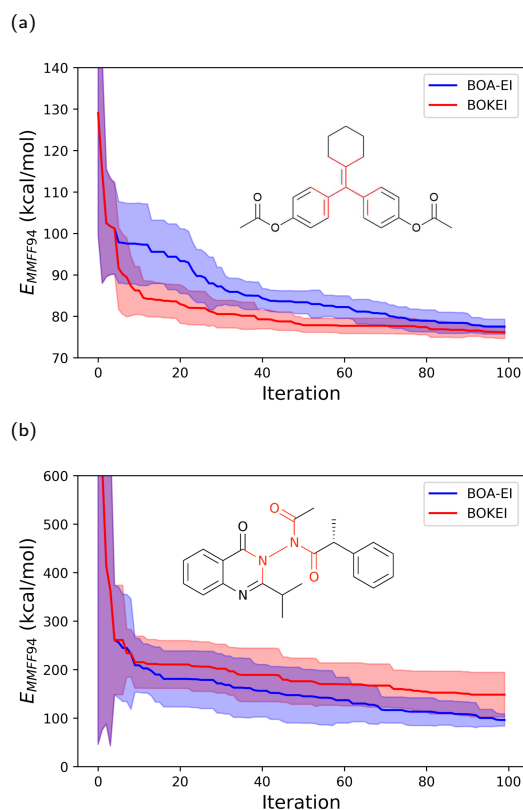 (a)
140
130
120
110
100
90
80
70
E_MMFF94 (kcal/mol)
BOA-EI
BOKEI
O
O
O
O
0
20
40
60
80
100
Iteration
(b)
600
500
400
300
200
100
0
E_MMFF94 (kcal/mol)
BOA-EI
BOKEI
O
O
N
N
O
N
0
20
40
60
80
100
Iteration